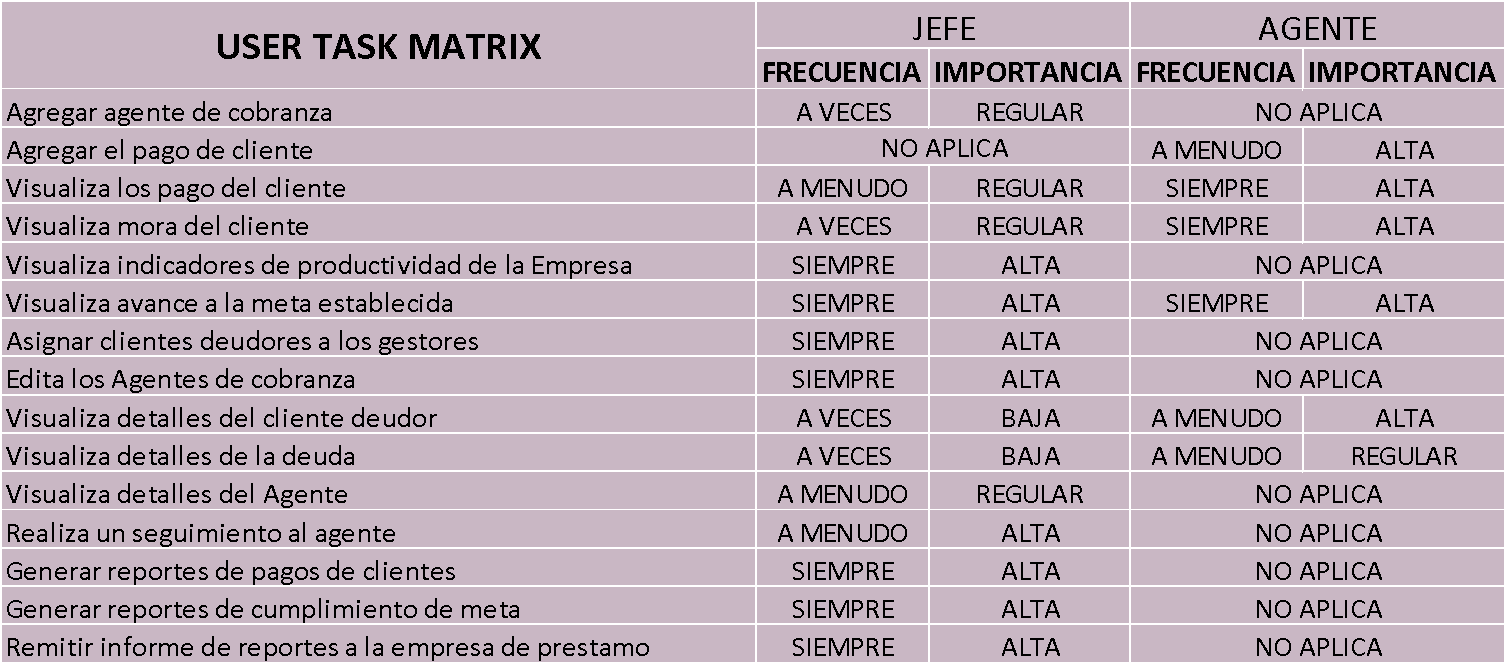 USER TASK MATRIX JEFE AGENTE
FRECUENCIA IMPORTANCIA FRECUENCIA IMPORTANCIA
Agregar agente de cobranza A VECES REGULAR NO APLICA
Agregar el pago de cliente NO APLICA A MENUDO ALTA
Visualiza los pago del cliente A MENUDO REGULAR SIEMPRE ALTA
Visualiza mora del cliente A VECES REGULAR SIEMPRE ALTA
Visualiza indicadores de productividad de la Empresa SIEMPRE ALTA NO APLICA
Visualiza avance a la meta establecida SIEMPRE ALTA SIEMPRE ALTA
Asignar clientes deudores a los gestores SIEMPRE ALTA NO APLICA
Edita los Agentes de cobranza SIEMPRE ALTA NO APLICA
Visualiza detalles del cliente deudor A VECES BAJA A MENUDO ALTA
Visualiza detalles de la deuda A VECES BAJA A MENUDO REGULAR
Visualiza detalles del Agente A MENUDO REGULAR NO APLICA
Realiza un seguimiento al agente A MENUDO ALTA NO APLICA
Generar reportes de pagos de clientes SIEMPRE ALTA NO APLICA
Generar reportes de cumplimiento de meta SIEMPRE ALTA NO APLICA
Remitir informe de reportes a la empresa de prestamo SIEMPRE ALTA NO APLICA